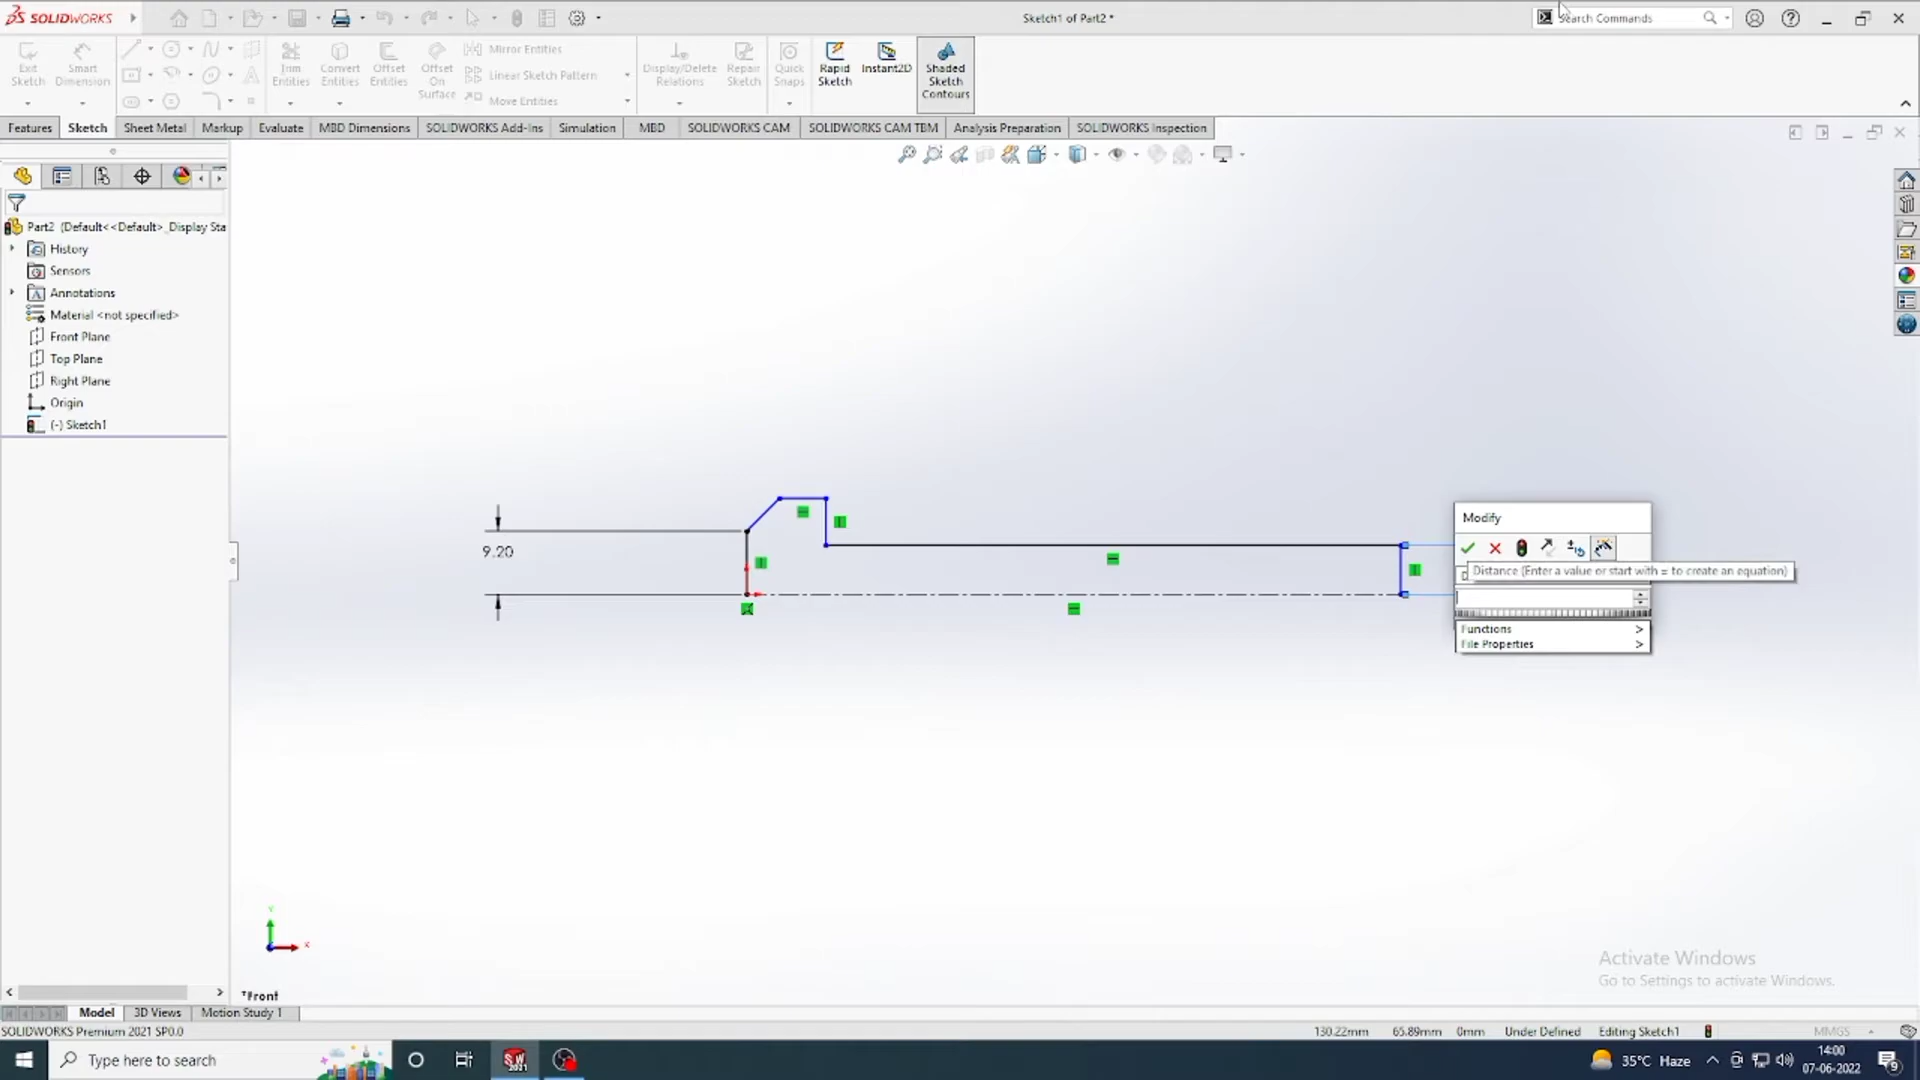 SOLIDWORKS
Sketch1 of Part2 *
Search Commands
Exit Sketch
Smart Dimension
Trim Entities
Convert Entities
Offset Entities
Offset On Surface
Mirror Entities
Linear Sketch Pattern
Move Entities
Display/Delete Relations
Repair Sketch
Quick Snaps
Rapid Sketch
Instant2D
Shaded Sketch Contours
Features
Sketch
Sheet Metal
Markup
Evaluate
MBD Dimensions
SOLIDWORKS Add-Ins
Simulation
MBD
SOLIDWORKS CAM
SOLIDWORKS CAM TBM
Analysis Preparation
SOLIDWORKS Inspection
Part2 (Default<<Default>_Display Sta
History
Sensors
Annotations
Material <not specified>
Front Plane
Top Plane
Right Plane
Origin
(-) Sketch1
9.20
Modify
Distance (Enter a value or start with = to create an equation)
Functions >
File Properties >
Y
X
*Front
Activate Windows
Go to Settings to activate Windows.
Model
3D Views
Motion Study 1
SOLIDWORKS Premium 2021 SP0.0
130.22mm
65.89mm
0mm
Under Defined
Editing Sketch1
MMGS
Type here to search
SW
2021
35°C Haze
14:00
07-06-2022
9